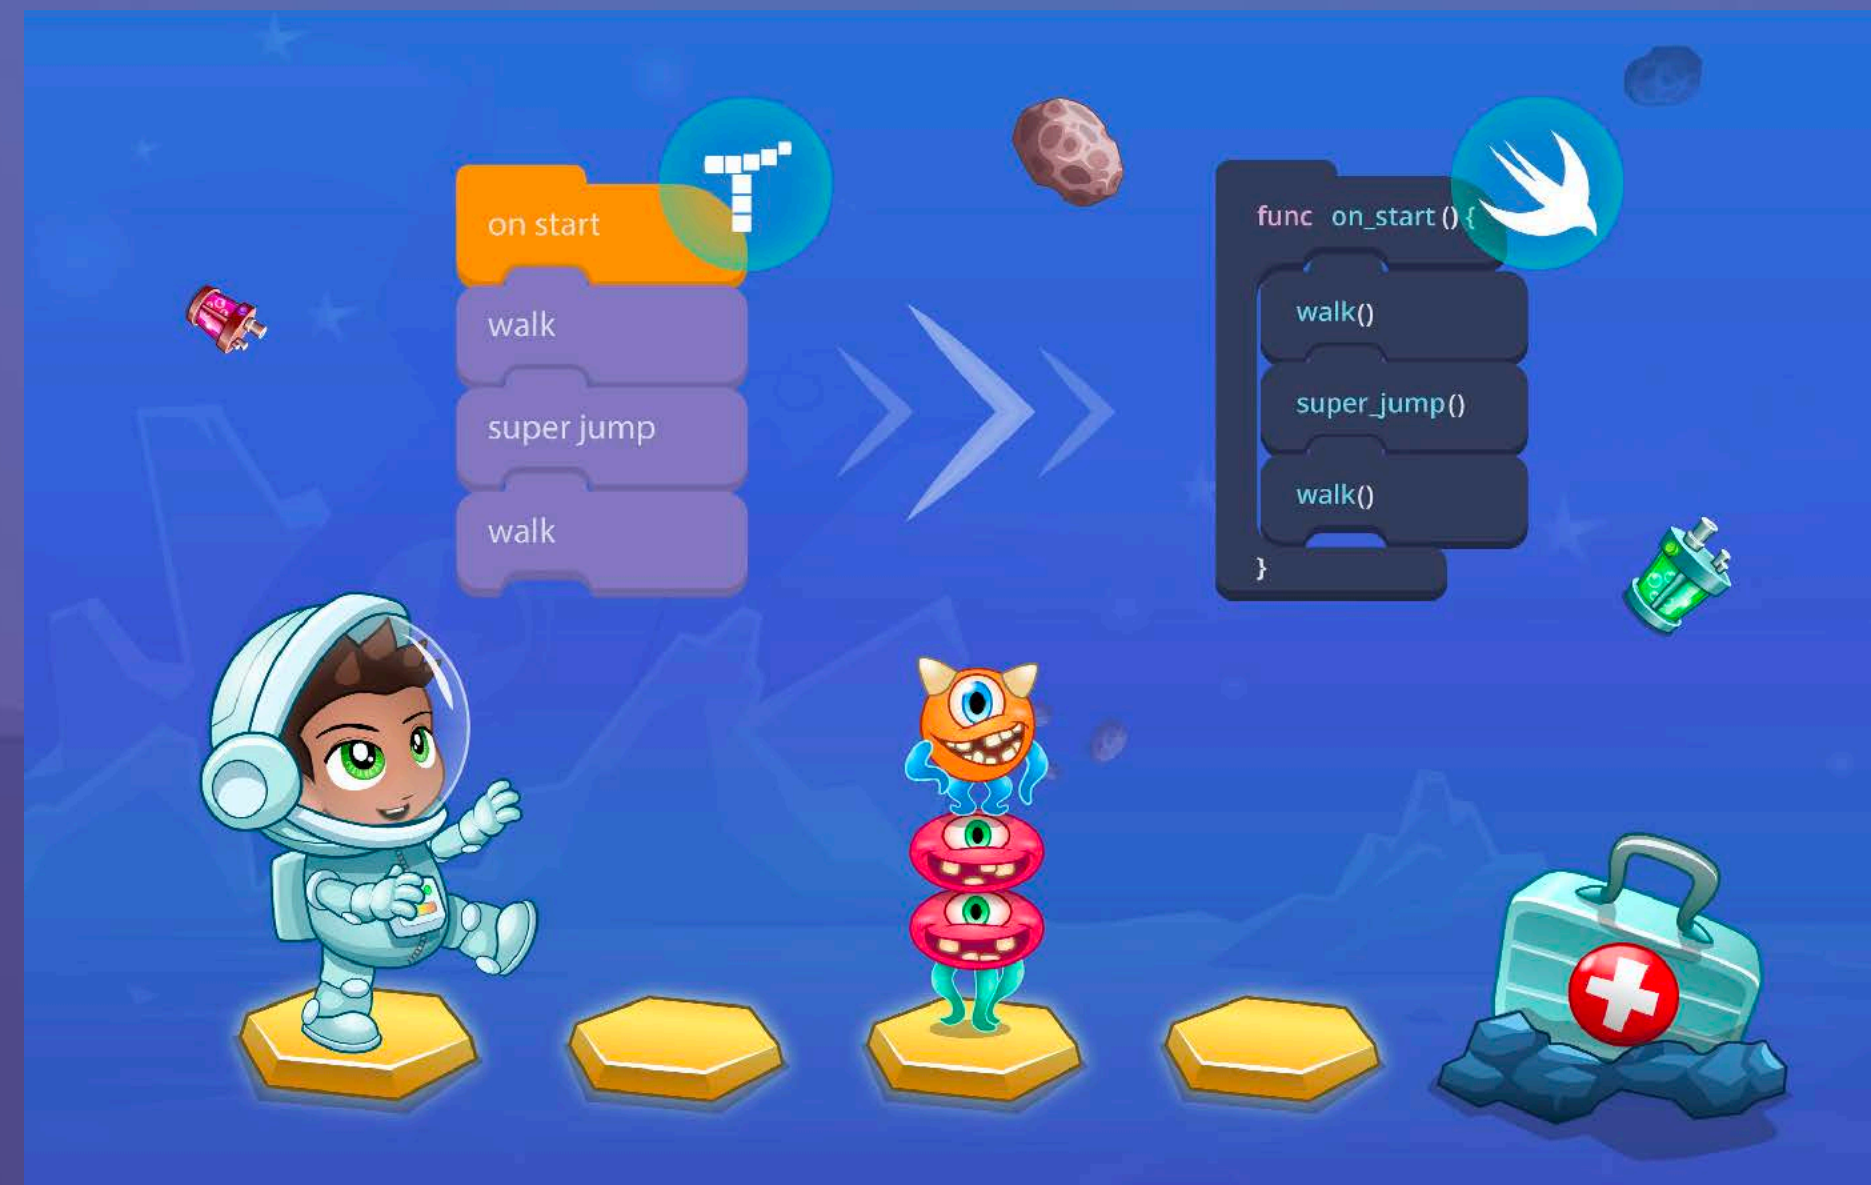 on start
walk
super jump
walk
func on_start () {
walk()
super_jump()
walk()
}